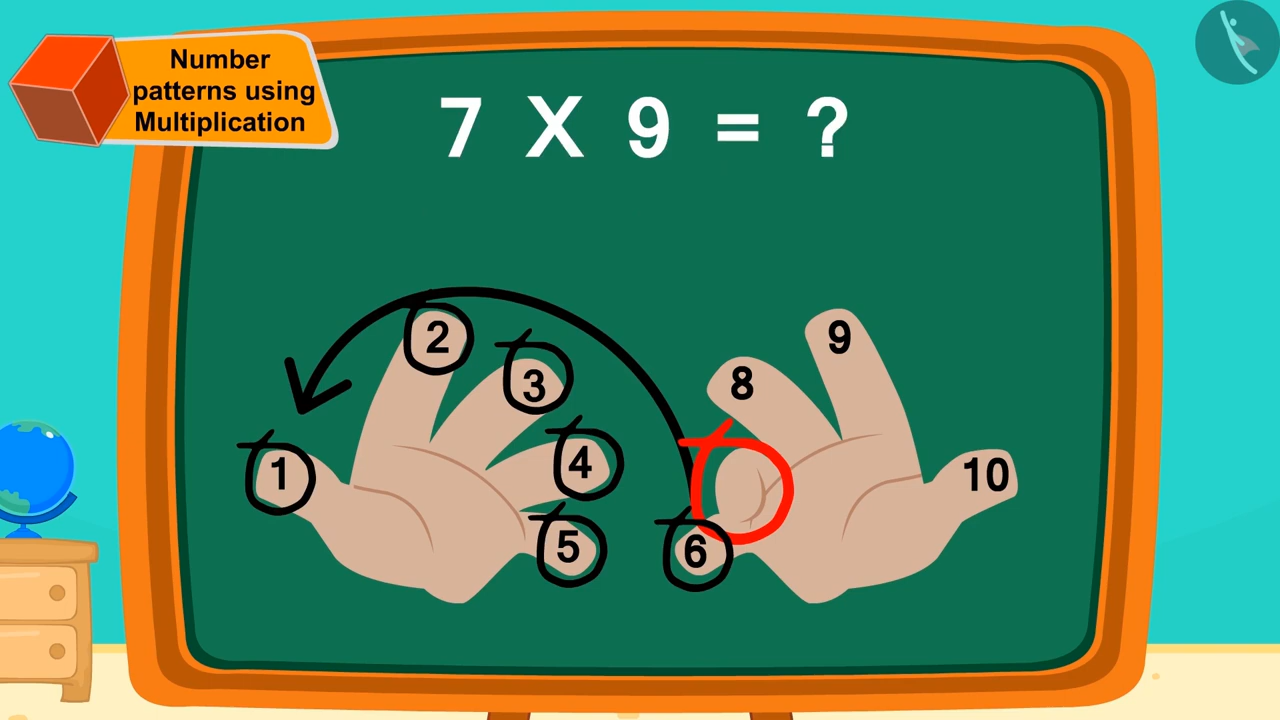 Number
patterns using
Multiplication
7 X 9 = ?
1
2
3
4
5
6
8
9
10